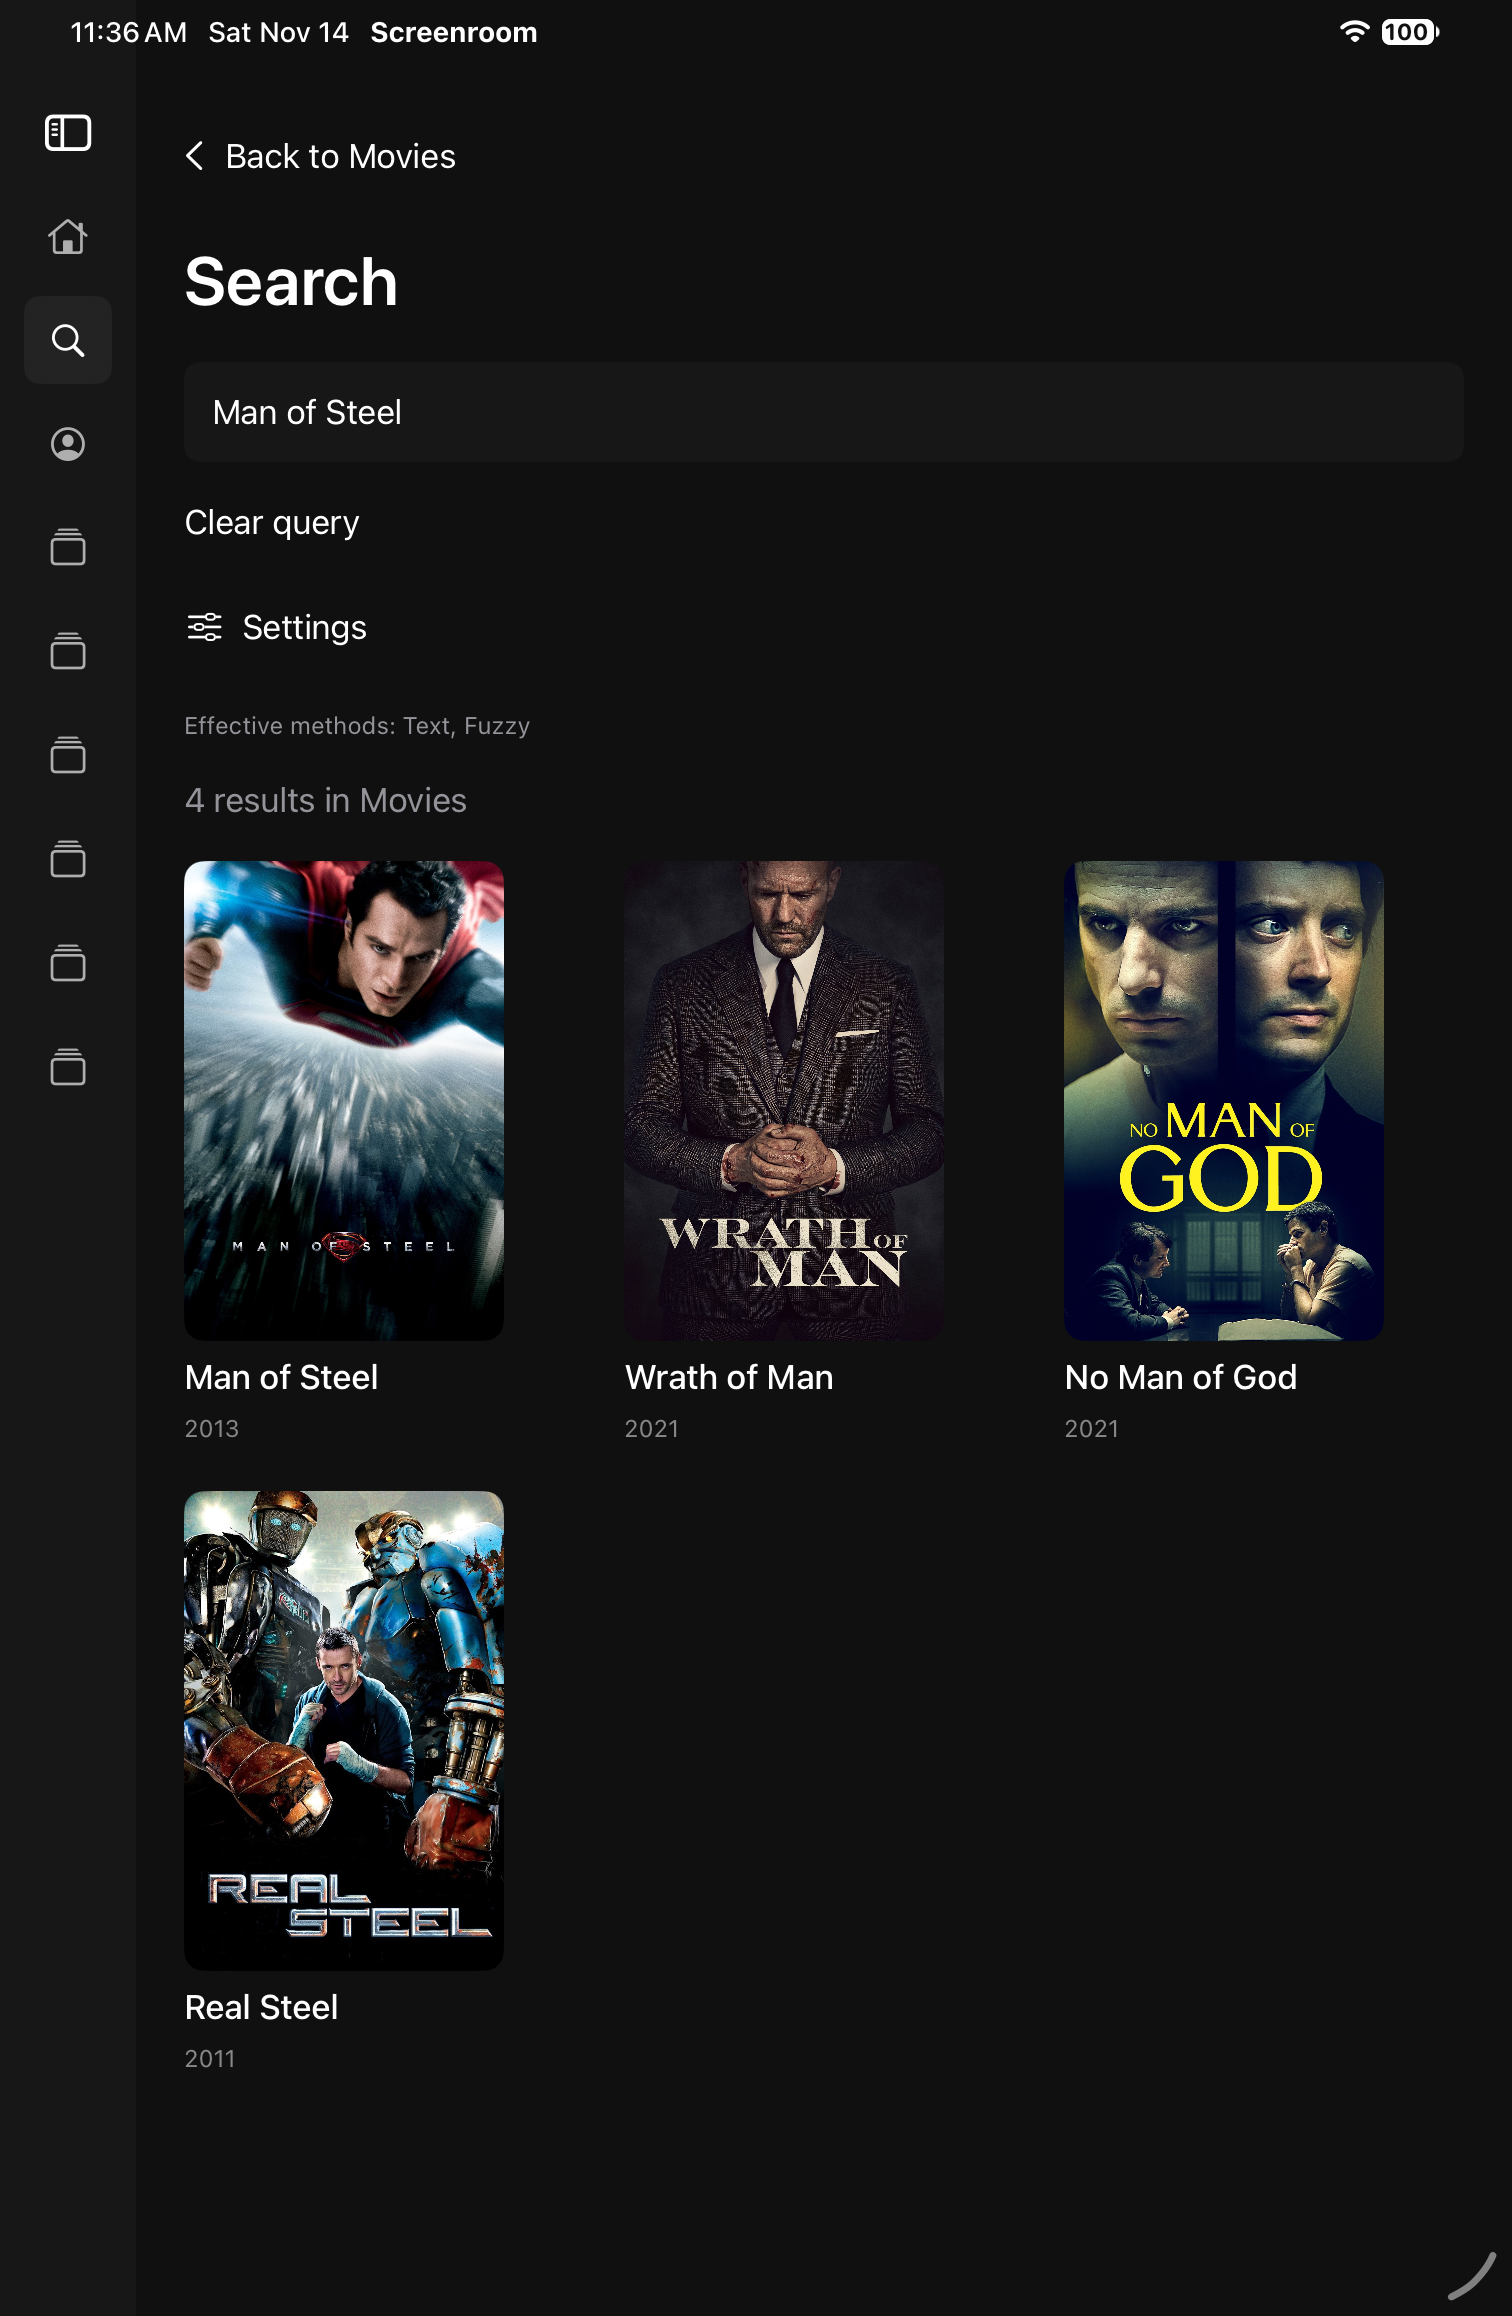 11:36 AM Sat Nov 14 Screenroom
100
Back to Movies
Search
Man of Steel
Clear query
Settings
Effective methods: Text, Fuzzy
4 results in Movies
MAN OF STEEL
WRATH OF
MAN
NO MAN OF
GOD
Man of Steel
Wrath of Man
No Man of God
2013
2021
2021
REAL
STEEL
Real Steel
2011